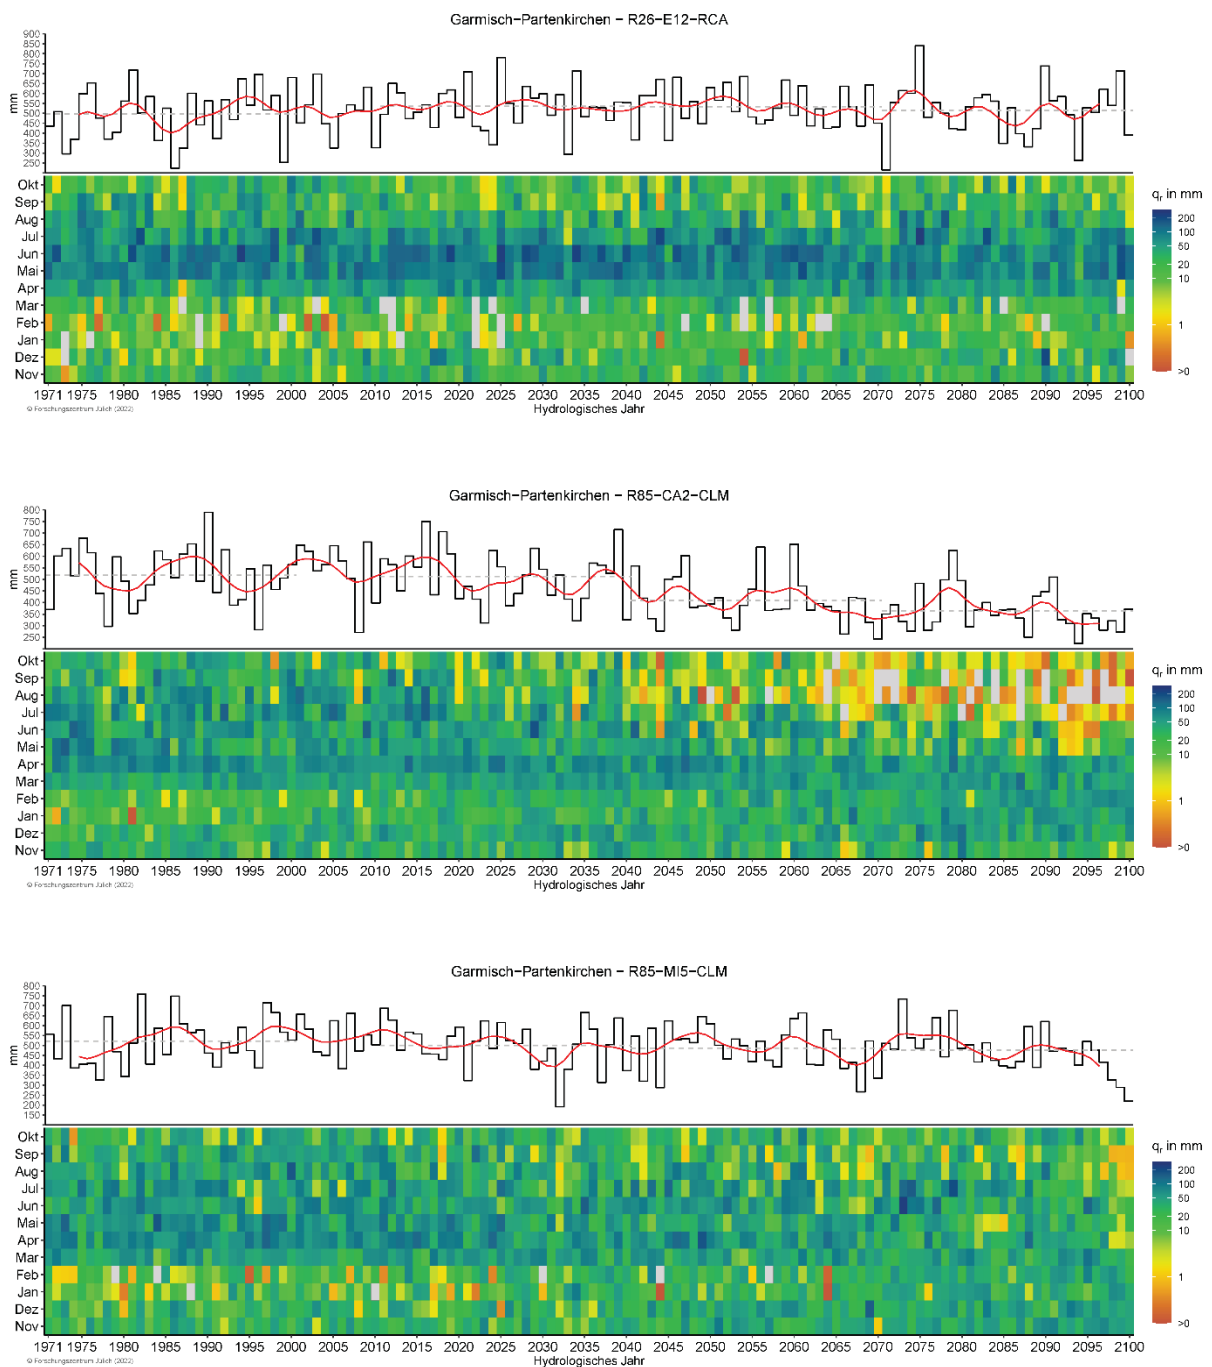 Garmisch−Partenkirchen − R26−E12−RCA
900
850
800
750
700
650
600
550
500
450
400
350
300
250
mm
Okt
Sep
Aug
Jul
Jun
Mai
Apr
Mar
Feb
Jan
Dez
Nov
1971 1975 1980 1985 1990 1995 2000 2005 2010 2015 2020 2025 2030 2035 2040 2045 2050 2055 2060 2065 2070 2075 2080 2085 2090 2095 2100
Hydrologisches Jahr
© Forschungszentrum Jülich (2022)
qr in mm
200
100
50
20
10
1
>0
Garmisch−Partenkirchen − R85−CA2−CLM
800
750
700
650
600
550
500
450
400
350
300
250
mm
Okt
Sep
Aug
Jul
Jun
Mai
Apr
Mar
Feb
Jan
Dez
Nov
1971 1975 1980 1985 1990 1995 2000 2005 2010 2015 2020 2025 2030 2035 2040 2045 2050 2055 2060 2065 2070 2075 2080 2085 2090 2095 2100
Hydrologisches Jahr
© Forschungszentrum Jülich (2022)
qr in mm
200
100
50
20
10
1
>0
Garmisch−Partenkirchen − R85−MI5−CLM
800
750
700
650
600
550
500
450
400
350
300
250
200
150
mm
Okt
Sep
Aug
Jul
Jun
Mai
Apr
Mar
Feb
Jan
Dez
Nov
1971 1975 1980 1985 1990 1995 2000 2005 2010 2015 2020 2025 2030 2035 2040 2045 2050 2055 2060 2065 2070 2075 2080 2085 2090 2095 2100
Hydrologisches Jahr
© Forschungszentrum Jülich (2022)
qr in mm
200
100
50
20
10
1
>0